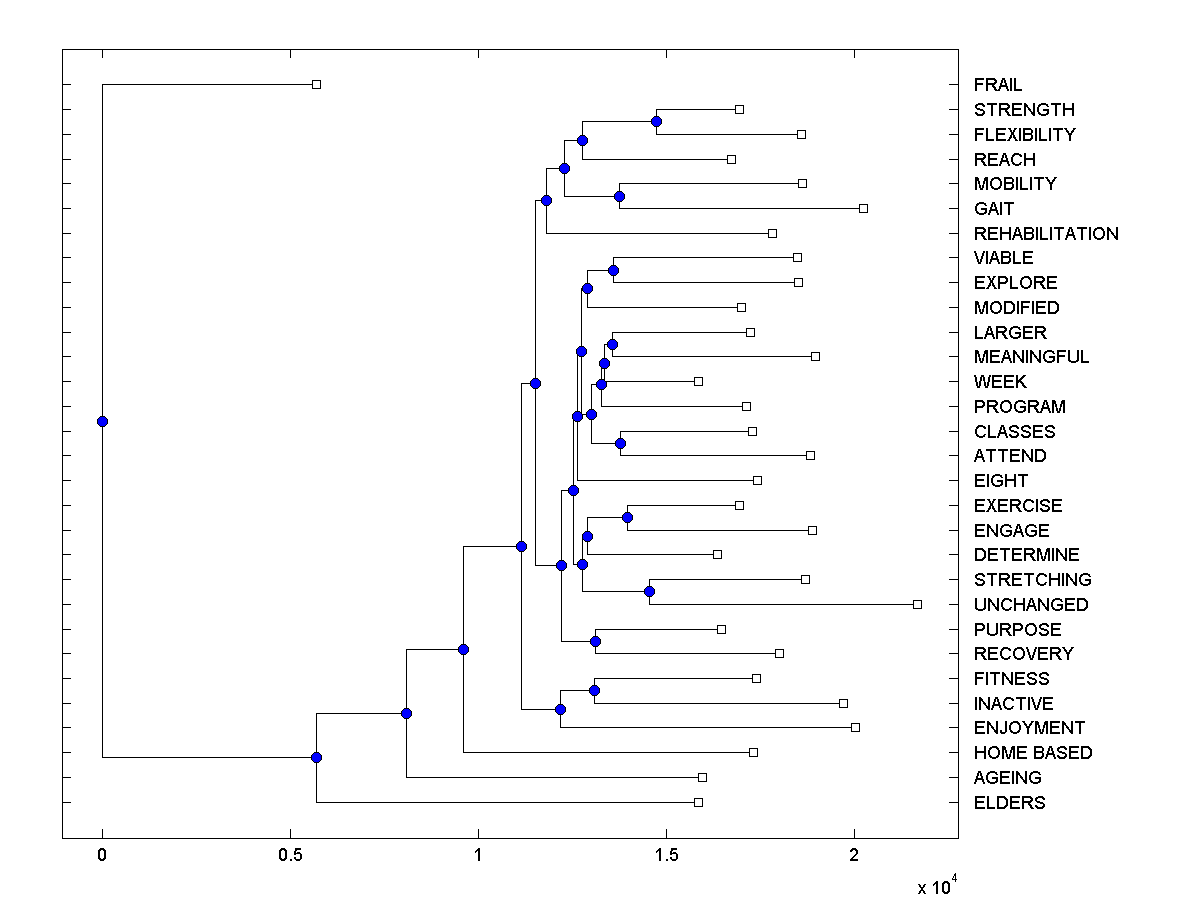 FRAIL
STRENGTH
FLEXIBILITY
REACH
MOBILITY
GAIT
REHABILITATION
VIABLE
EXPLORE
MODIFIED
LARGER
MEANINGFUL
WEEK
PROGRAM
CLASSES
ATTEND
EIGHT
EXERCISE
ENGAGE
DETERMINE
STRETCHING
UNCHANGED
PURPOSE
RECOVERY
FITNESS
INACTIVE
ENJOYMENT
HOME BASED
AGEING
ELDERS
0 0.5 1 1.5 2
x 10^4